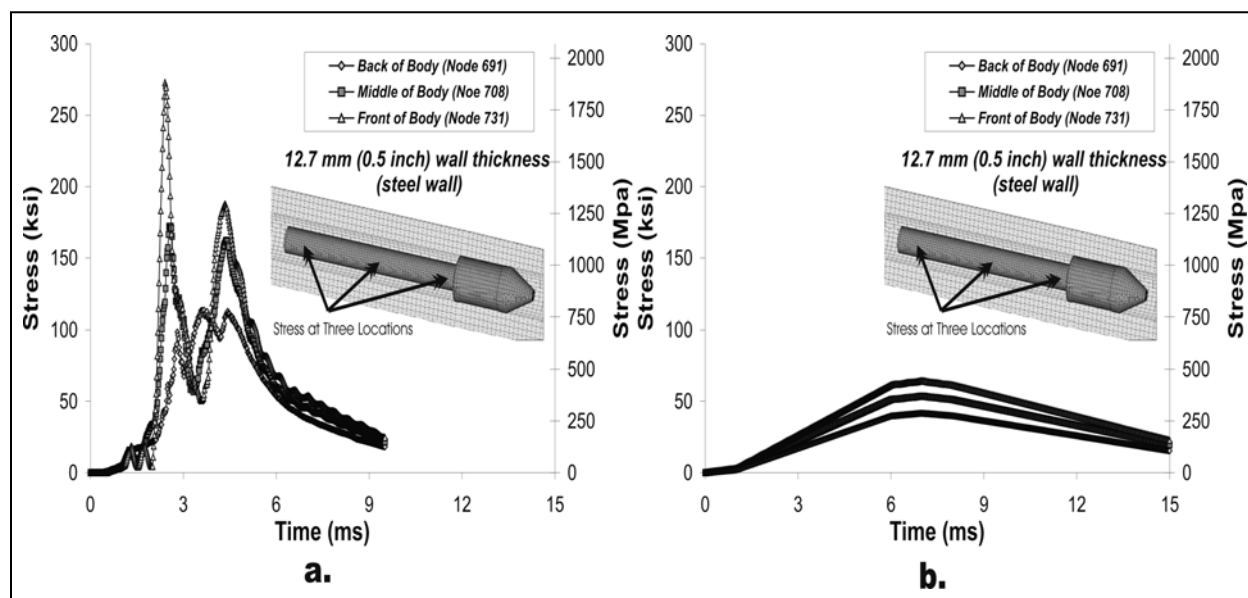 300
250
200
150
100
50
0
Stress (ksi)
2000
1750
1500
1250
1000
750
500
250
0
Stress (Mpa)
Back of Body (Node 691)
Middle of Body (Noe 708)
Front of Body (Node 731)
12.7 mm (0.5 inch) wall thickness
(steel wall)
Stress at Three Locations
0 3 6 9 12 15
Time (ms)
a.
300
250
200
150
100
50
0
Stress (ksi)
2000
1750
1500
1250
1000
750
500
250
0
Stress (Mpa)
Back of Body (Node 691)
Middle of Body (Noe 708)
Front of Body (Node 731)
12.7 mm (0.5 inch) wall thickness
(steel wall)
Stress at Three Locations
0 3 6 9 12 15
Time (ms)
b.